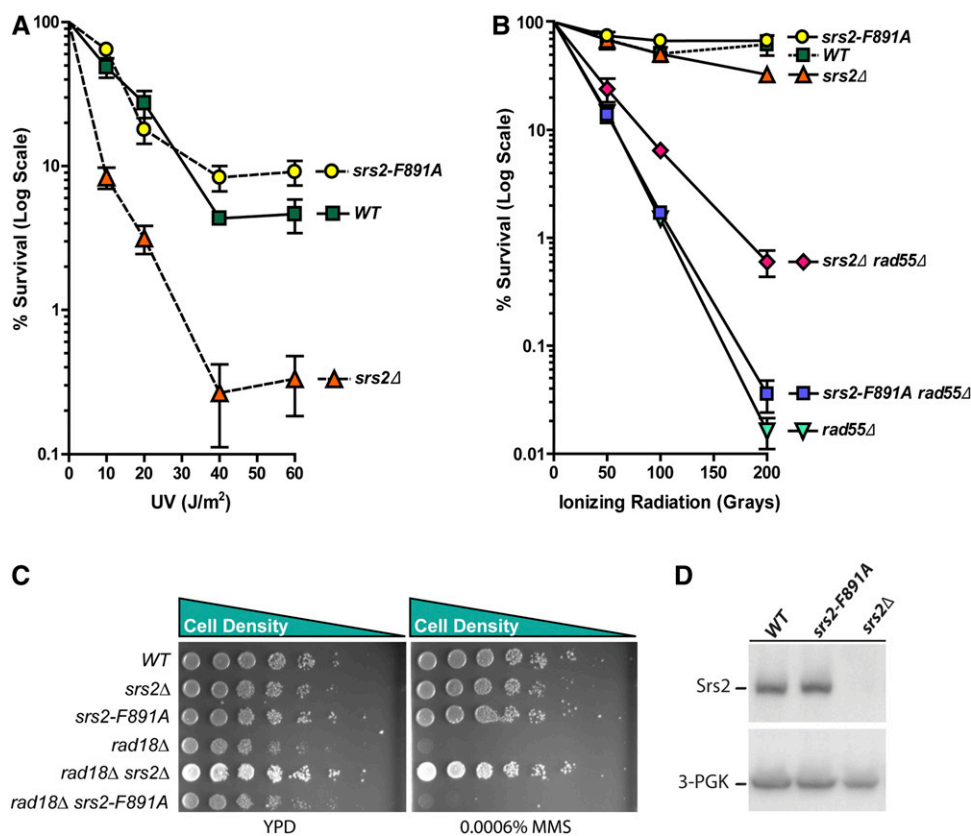 A
100
10
1
0.1
% Survival (Log Scale)
0 10 20 30 40 50 60
UV (J/m²)
srs2-F891A
WT
srs2Δ
B
100
10
1
0.1
0.01
% Survival (Log Scale)
0 50 100 150 200
Ionizing Radiation (Grays)
srs2-F891A
WT
srs2Δ
srs2Δ rad55Δ
srs2-F891A rad55Δ
rad55Δ
C
Cell Density
Cell Density
WT
srs2Δ
srs2-F891A
rad18Δ
rad18Δ srs2Δ
rad18Δ srs2-F891A
YPD
0.0006% MMS
D
WT
srs2-F891A
srs2Δ
Srs2
3-PGK